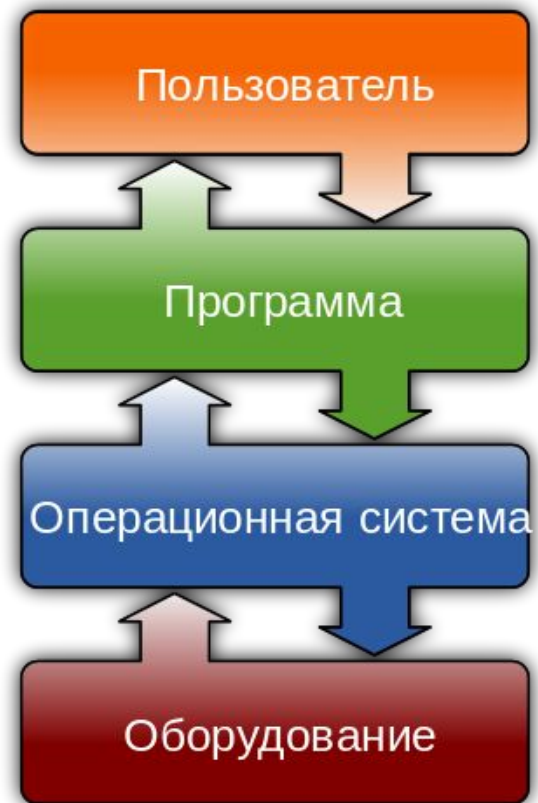 Пользователь
Программа
Операционная система
Оборудование